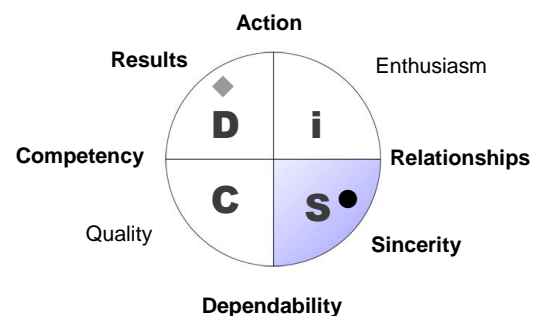 Action
Results
Enthusiasm
D
i
Competency
Relationships
C
S
Quality
Sincerity
Dependability